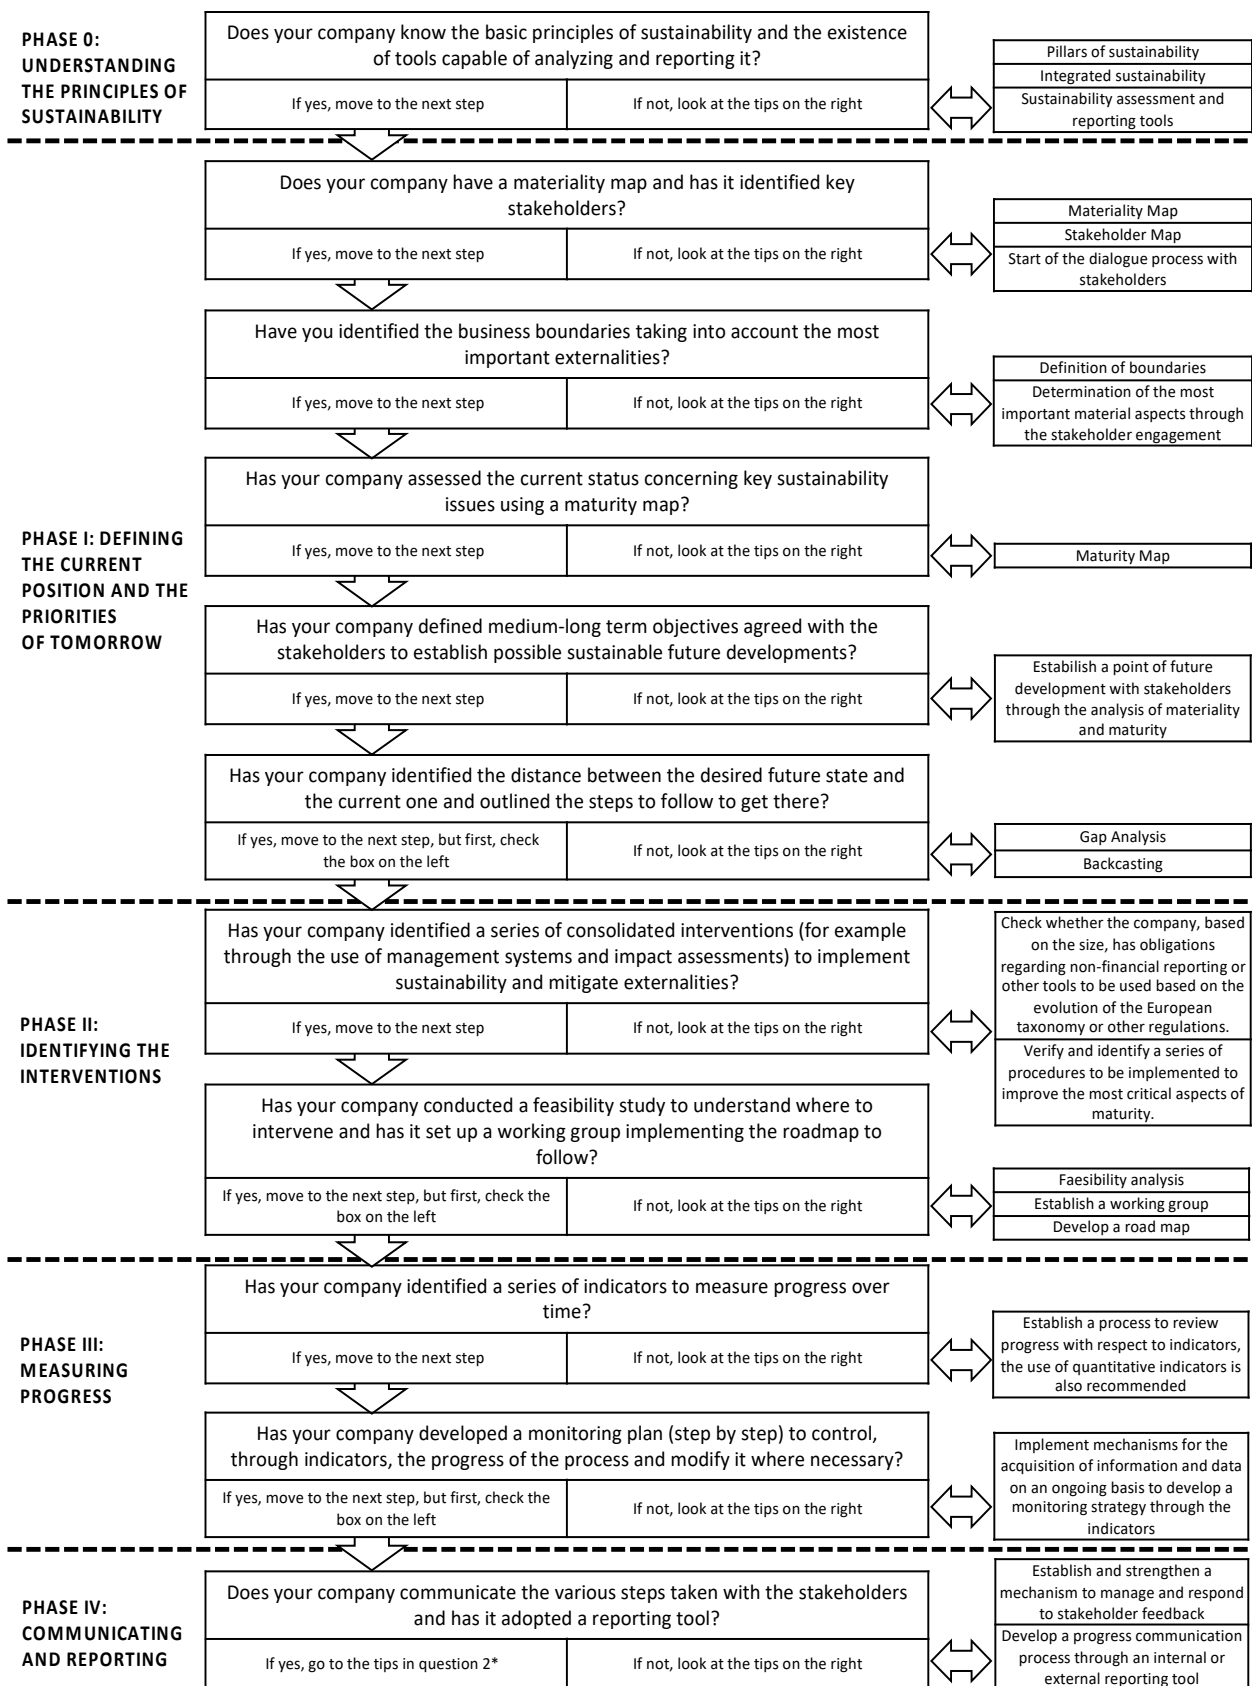 PHASE 0:
UNDERSTANDING
THE PRINCIPLES OF
SUSTAINABILITY
Does your company know the basic principles of sustainability and the existence
of tools capable of analyzing and reporting it?
If yes, move to the next step
If not, look at the tips on the right
Pillars of sustainability
Integrated sustainability
Sustainability assessment and
reporting tools
PHASE I: DEFINING
THE CURRENT
POSITION AND THE
PRIORITIES
OF TOMORROW
Does your company have a materiality map and has it identified key
stakeholders?
If yes, move to the next step
If not, look at the tips on the right
Materiality Map
Stakeholder Map
Start of the dialogue process with
stakeholders
Have you identified the business boundaries taking into account the most
important externalities?
If yes, move to the next step
If not, look at the tips on the right
Definition of boundaries
Determination of the most
important material aspects through
the stakeholder engagement
Has your company assessed the current status concerning key sustainability
issues using a maturity map?
If yes, move to the next step
If not, look at the tips on the right
Maturity Map
Has your company defined medium-long term objectives agreed with the
stakeholders to establish possible sustainable future developments?
If yes, move to the next step
If not, look at the tips on the right
Estabilish a point of future
development with stakeholders
through the analysis of materiality
and maturity
Has your company identified the distance between the desired future state and
the current one and outlined the steps to follow to get there?
If yes, move to the next step, but first, check
the box on the left
If not, look at the tips on the right
Gap Analysis
Backcasting
PHASE II:
IDENTIFYING THE
INTERVENTIONS
Has your company identified a series of consolidated interventions (for example
through the use of management systems and impact assessments) to implement
sustainability and mitigate externalities?
If yes, move to the next step
If not, look at the tips on the right
Check whether the company, based
on the size, has obligations
regarding non-financial reporting or
other tools to be used based on the
evolution of the European
taxonomy or other regulations.
Verify and identify a series of
procedures to be implemented to
improve the most critical aspects of
maturity.
Has your company conducted a feasibility study to understand where to
intervene and has it set up a working group implementing the roadmap to
follow?
If yes, move to the next step, but first, check the
box on the left
If not, look at the tips on the right
Faesibility analysis
Establish a working group
Develop a road map
PHASE III:
MEASURING
PROGRESS
Has your company identified a series of indicators to measure progress over
time?
If yes, move to the next step
If not, look at the tips on the right
Establish a process to review
progress with respect to indicators,
the use of quantitative indicators is
also recommended
Has your company developed a monitoring plan (step by step) to control,
through indicators, the progress of the process and modify it where necessary?
If yes, move to the next step, but first, check the
box on the left
If not, look at the tips on the right
Implement mechanisms for the
acquisition of information and data
on an ongoing basis to develop a
monitoring strategy through the
indicators
PHASE IV:
COMMUNICATING
AND REPORTING
Does your company communicate the various steps taken with the stakeholders
and has it adopted a reporting tool?
If yes, go to the tips in question 2*
If not, look at the tips on the right
Establish and strengthen a
mechanism to manage and respond
to stakeholder feedback
Develop a progress communication
process through an internal or
external reporting tool